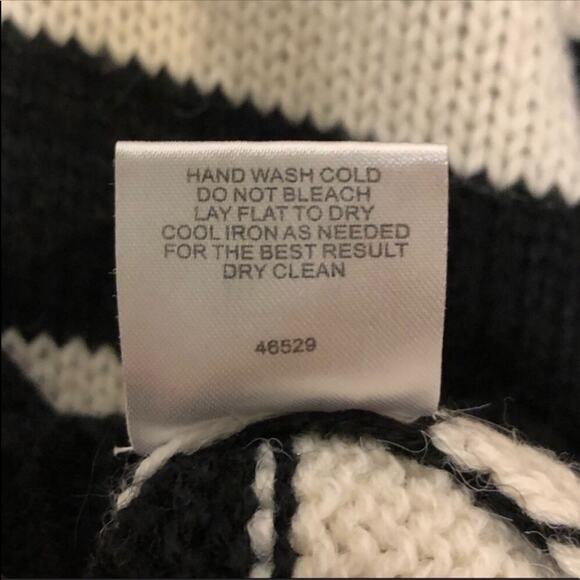 HAND WASH COLD
DO NOT BLEACH
LAY FLAT TO DRY
COOL IRON AS NEEDED
FOR THE BEST RESULT
DRY CLEAN
46529